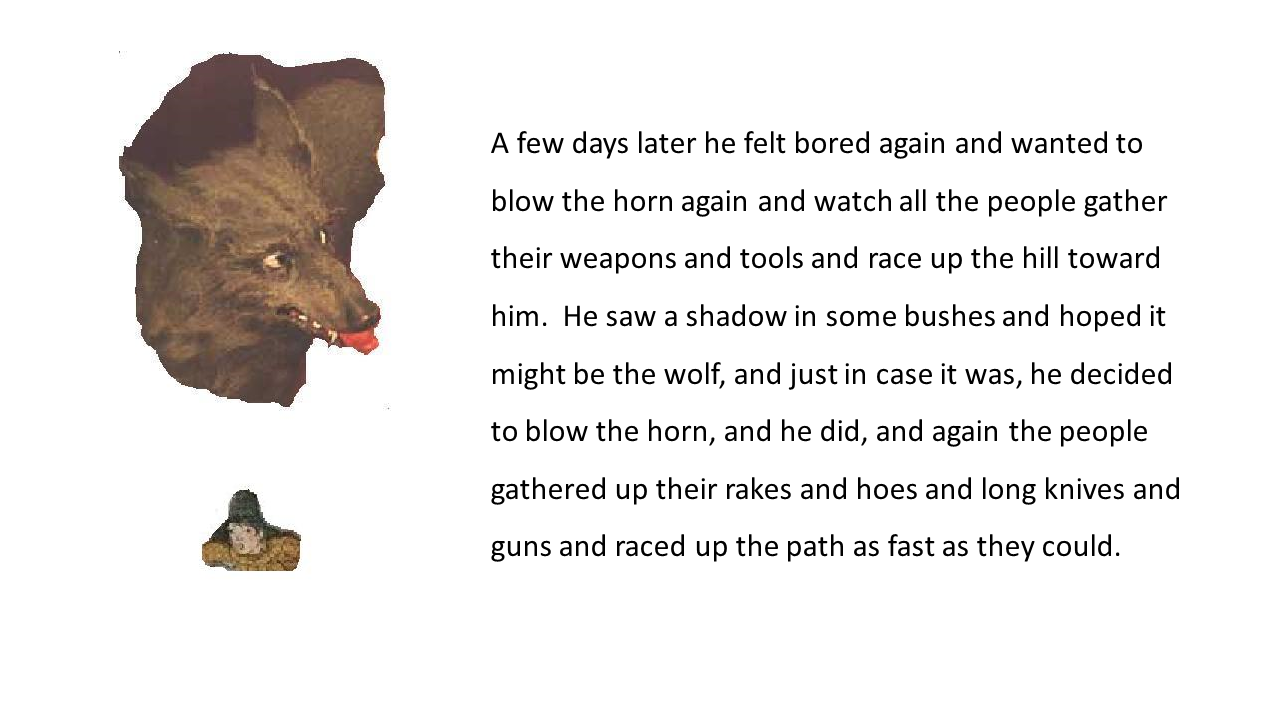 A few days later he felt bored again and wanted to
blow the horn again and watch all the people gather
their weapons and tools and race up the hill toward
him.  He saw a shadow in some bushes and hoped it
might be the wolf, and just in case it was, he decided
to blow the horn, and he did, and again the people
gathered up their rakes and hoes and long knives and
guns and raced up the path as fast as they could.